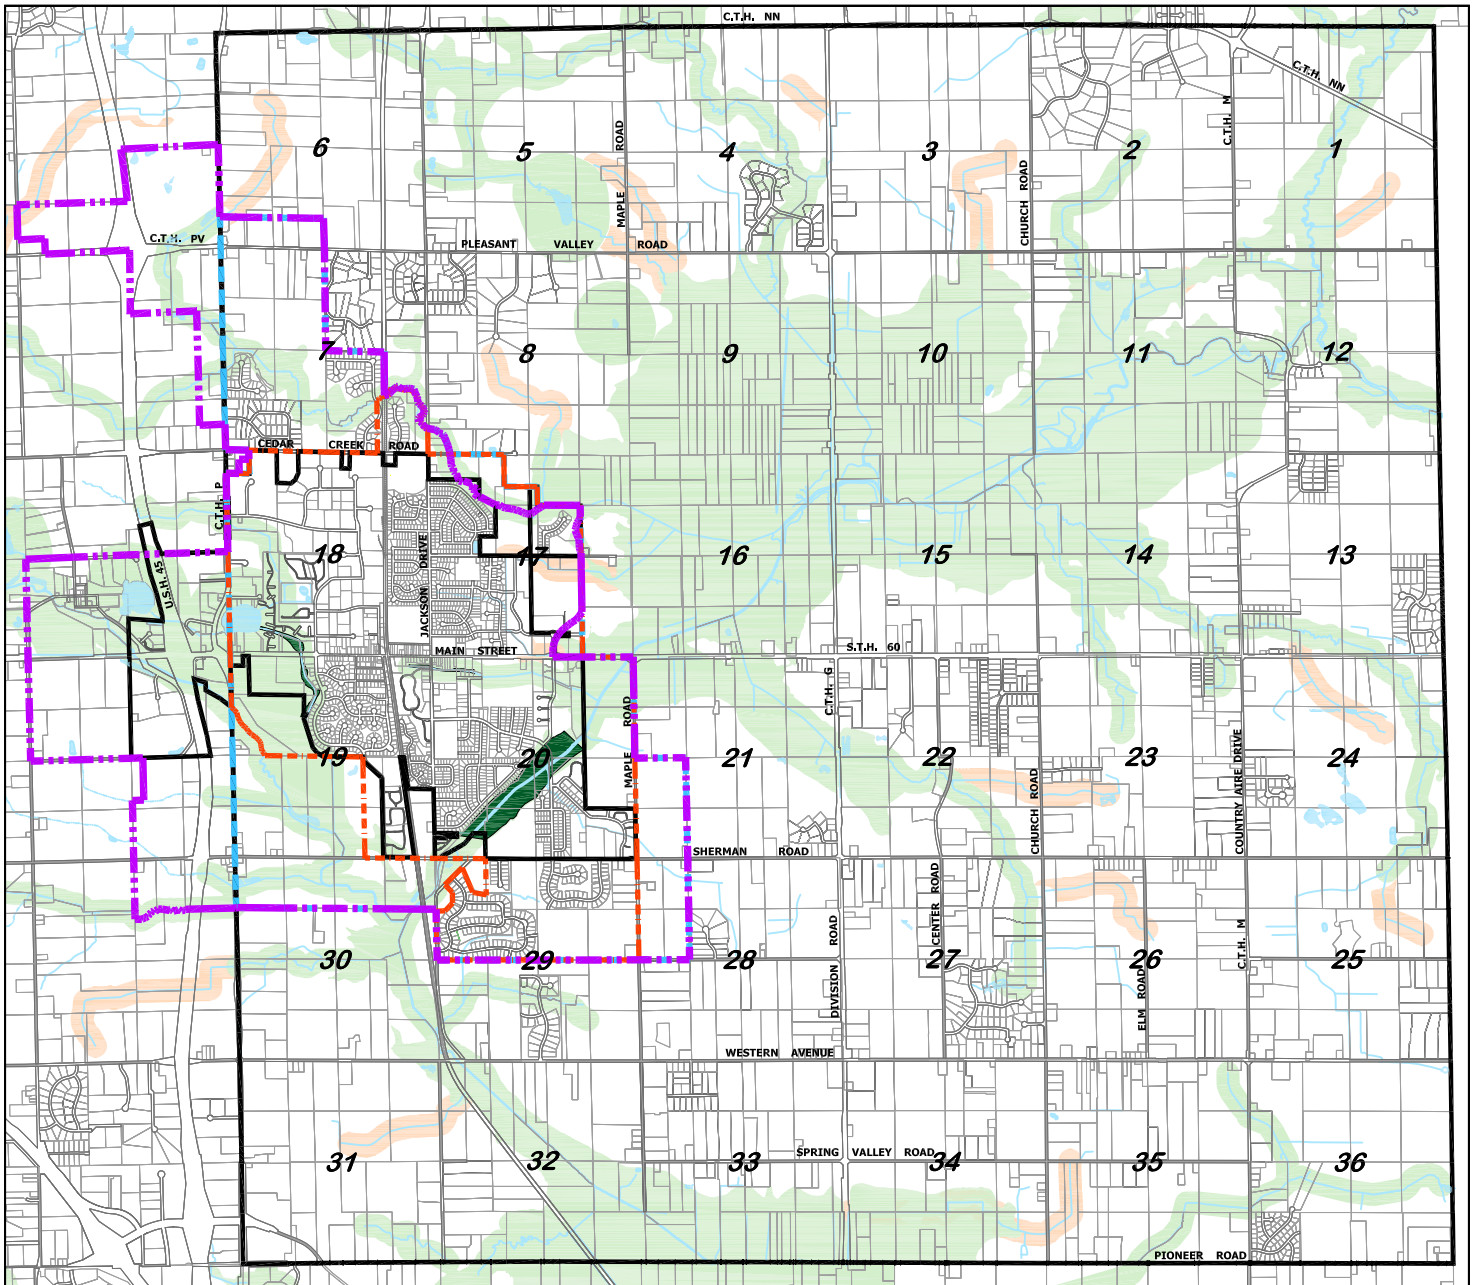 C.T.H. NN
C.T.H. NN
C.T.H. M
6
5
MAPLE ROAD
4
3
CHURCH ROAD
2
1
C.T.H. PV
PLEASANT VALLEY ROAD
7
8
9
10
11
12
CEDAR CREEK ROAD
C.T.H. P
U.S.H. 45
18
JACKSON DRIVE
17
16
15
14
13
MAIN STREET
S.T.H. 60
C.T.H. G
19
20
MAPLE ROAD
21
22
CHURCH ROAD
23
COUNTRY AIRE DRIVE
24
SHERMAN ROAD
30
29
28
DIVISION ROAD
CENTER ROAD
27
ELM ROAD
26
C.T.H. M
25
WESTERN AVENUE
31
32
33
SPRING VALLEY ROAD
34
35
36
PIONEER ROAD